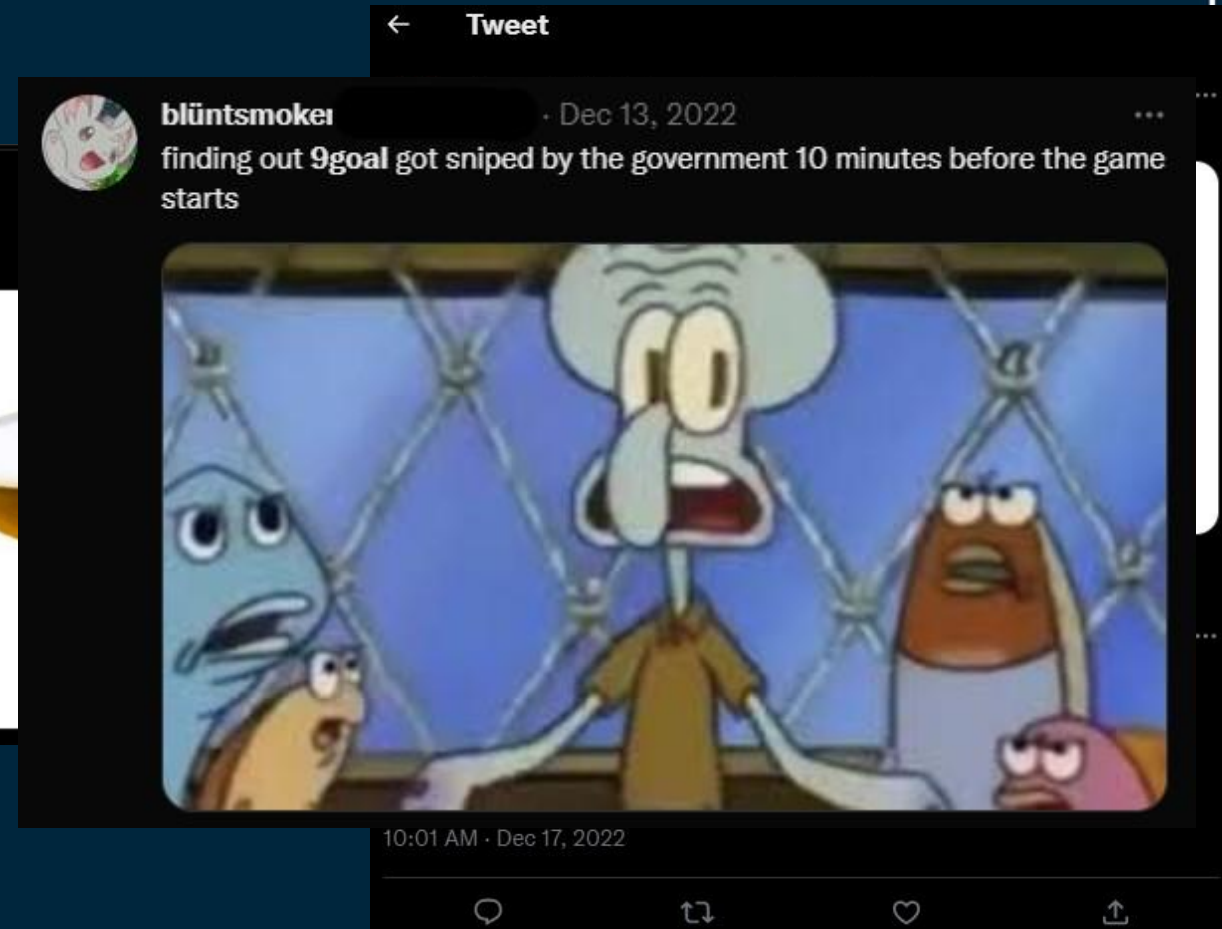 ← Tweet
blüntsmoker · Dec 13, 2022
finding out 9goal got sniped by the government 10 minutes before the game
starts
10:01 AM · Dec 17, 2022